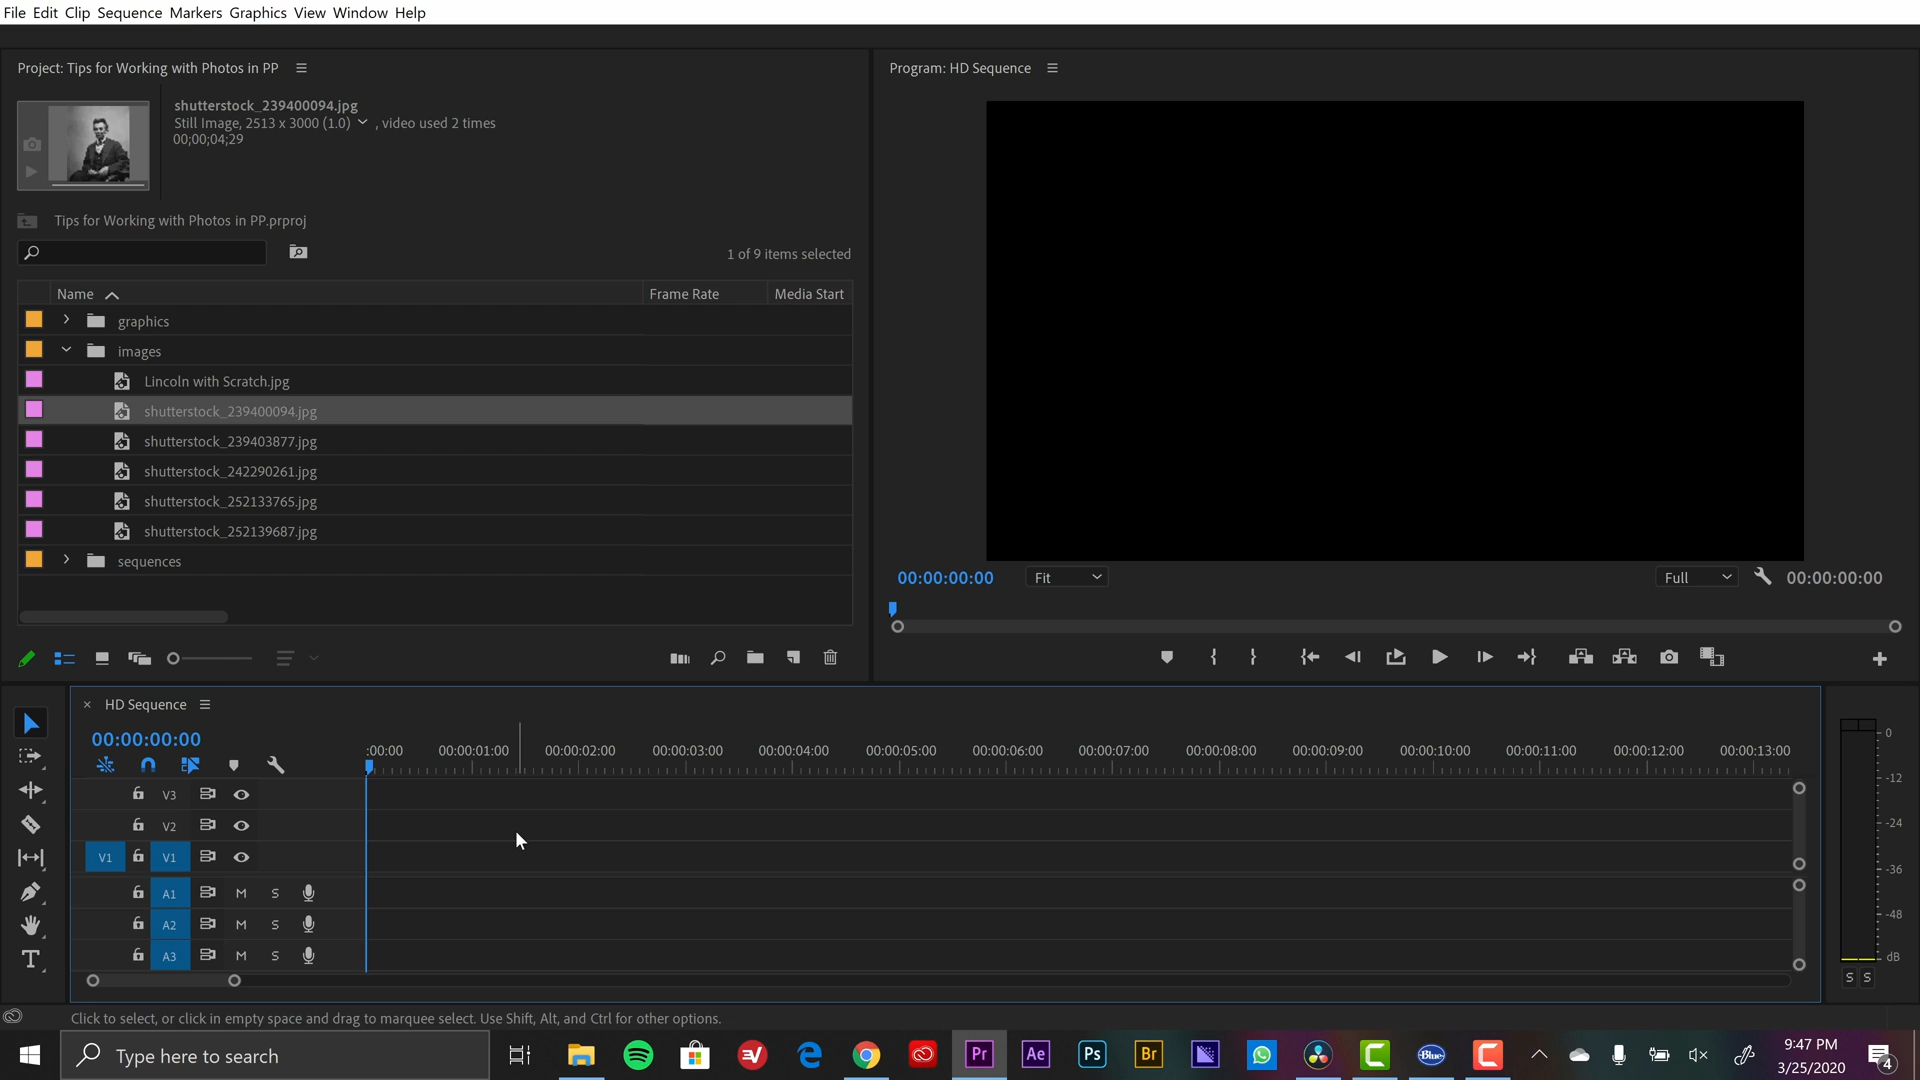 File Edit Clip Sequence Markers Graphics View Window Help
Project: Tips for Working with Photos in PP
shutterstock_239400094.jpg
Still Image, 2513 x 3000 (1.0) , video used 2 times
00;00;04;29
Tips for Working with Photos in PP.prproj
1 of 9 items selected
Name Frame Rate Media Start
graphics
images
Lincoln with Scratch.jpg
shutterstock_239400094.jpg
shutterstock_239403877.jpg
shutterstock_242290261.jpg
shutterstock_252133765.jpg
shutterstock_252139687.jpg
sequences
Program: HD Sequence
00:00:00:00 Fit Full 00:00:00:00
HD Sequence
00:00:00:00
:00:00 00:00:01:00 00:00:02:00 00:00:03:00 00:00:04:00 00:00:05:00 00:00:06:00 00:00:07:00 00:00:08:00 00:00:09:00 00:00:10:00 00:00:11:00 00:00:12:00 00:00:13:00
V3
V2
V1 V1
A1 M S
A2 M S
A3 M S
0
-12
-24
-36
-48
dB
S S
Click to select, or click in empty space and drag to marquee select. Use Shift, Alt, and Ctrl for other options.
Type here to search
Pr Ae Ps Br Blue
9:47 PM
3/25/2020
4